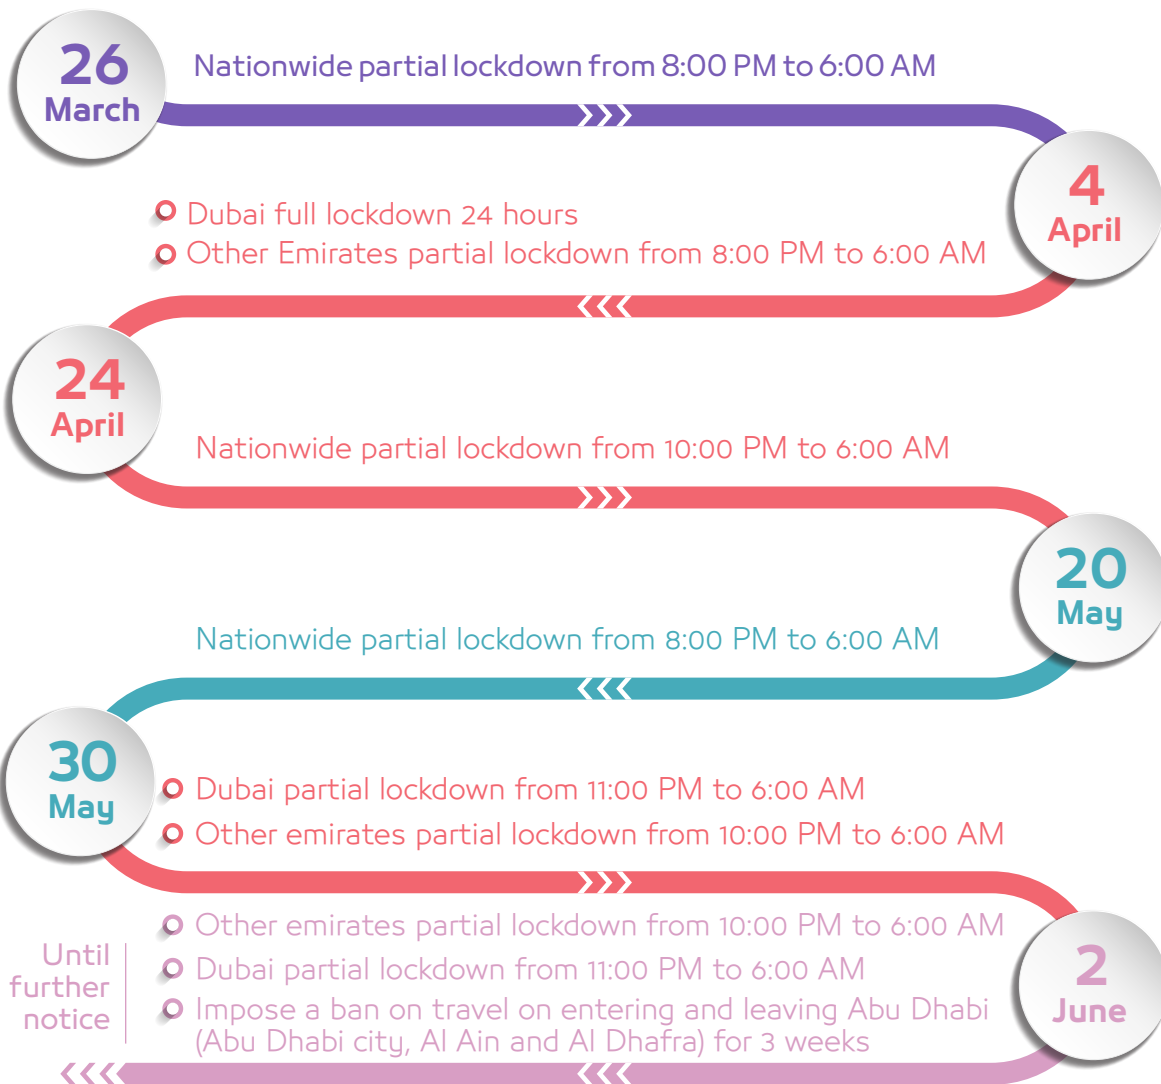 26
March
Nationwide partial lockdown from 8:00 PM to 6:00 AM
4
April
Dubai full lockdown 24 hours
Other Emirates partial lockdown from 8:00 PM to 6:00 AM
24
April
Nationwide partial lockdown from 10:00 PM to 6:00 AM
20
May
Nationwide partial lockdown from 8:00 PM to 6:00 AM
30
May
Dubai partial lockdown from 11:00 PM to 6:00 AM
Other emirates partial lockdown from 10:00 PM to 6:00 AM
2
June
Other emirates partial lockdown from 10:00 PM to 6:00 AM
Dubai partial lockdown from 11:00 PM to 6:00 AM
Impose a ban on travel on entering and leaving Abu Dhabi
(Abu Dhabi city, Al Ain and Al Dhafra) for 3 weeks
Until
further
notice